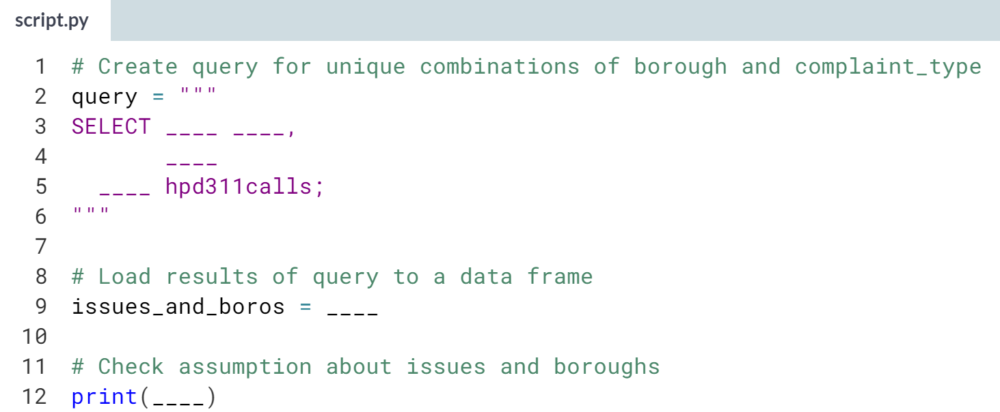 script.py
1 # Create query for unique combinations of borough and complaint_type
2 query = """
3 SELECT ____ ____,
4        ____
5   ____ hpd311calls;
6 """
7
8 # Load results of query to a data frame
9 issues_and_boros = ____
10
11 # Check assumption about issues and boroughs
12 print(____)